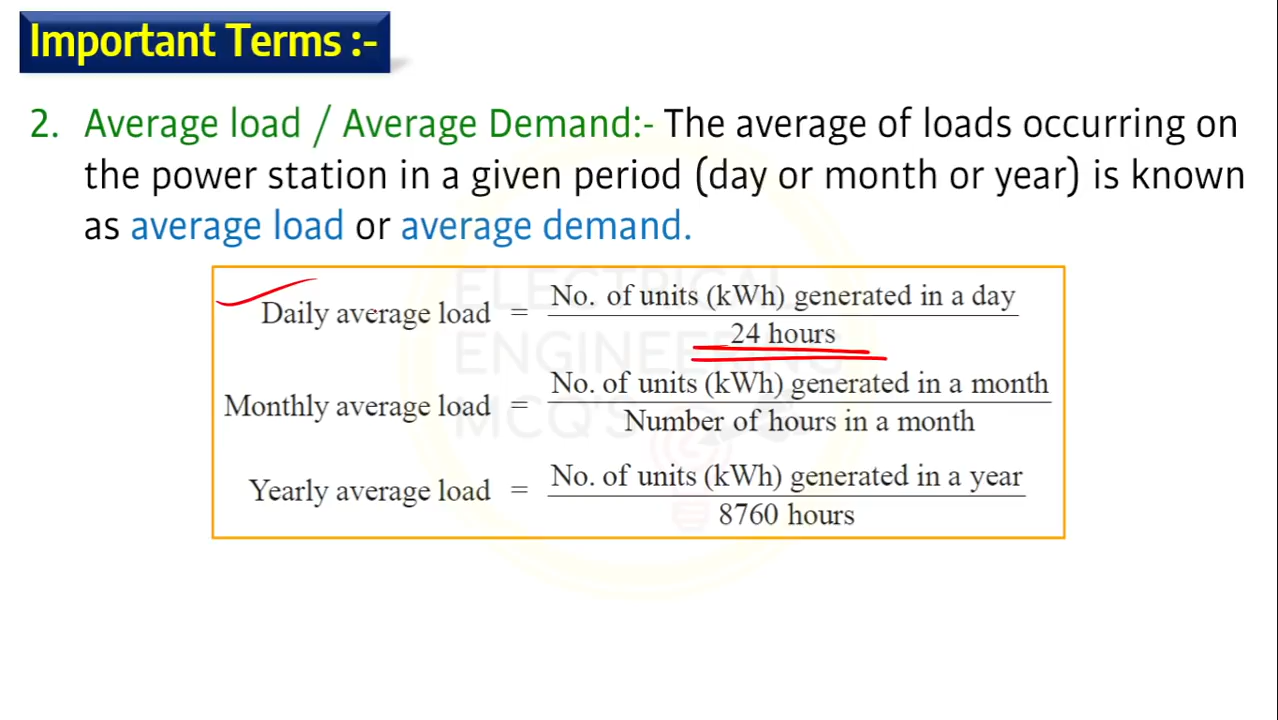 Important Terms :-
2. Average load / Average Demand:- The average of loads occurring on
the power station in a given period (day or month or year) is known
as average load or average demand.
ELECTRICAL
ENGINEERING
MCQ'S
Daily average load = No. of units (kWh) generated in a day
24 hours
Monthly average load = No. of units (kWh) generated in a month
Number of hours in a month
Yearly average load = No. of units (kWh) generated in a year
8760 hours